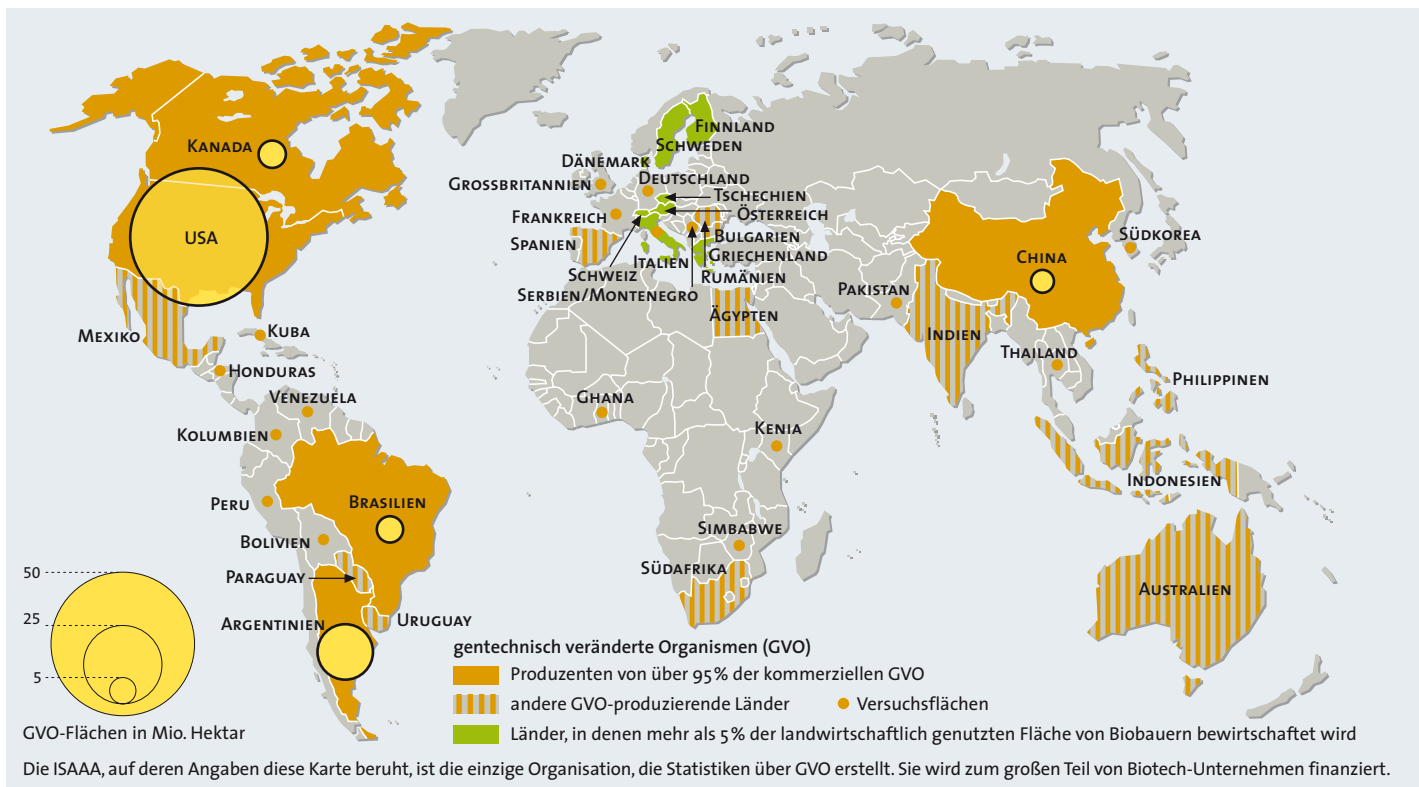 FINNLAND
SCHWEDEN
KANADA
DÄNEMARK
DEUTSCHLAND
GROSSBRITANNIEN
TSCHECHIEN
ÖSTERREICH
FRANKREICH
USA
SPANIEN
BULGARIEN
SÜDKOREA
GRIECHENLAND
CHINA
ITALIEN
SCHWEIZ
RUMÄNIEN
SERBIEN/MONTENEGRO
PAKISTAN
ÄGYPTEN
MEXIKO
KUBA
INDIEN
THAILAND
HONDURAS
PHILIPPINEN
VENEZUELA
GHANA
KOLUMBIEN
KENIA
INDONESIEN
PERU
BRASILIEN
SIMBABWE
BOLIVIEN
SÜDAFRIKA
PARAGUAY
AUSTRALIEN
ARGENTINIEN
URUGUAY
50
25
5
GVO-Flächen in Mio. Hektar
gentechnisch veränderte Organismen (GVO)
Produzenten von über 95% der kommerziellen GVO
andere GVO-produzierende Länder
Versuchsflächen
Länder, in denen mehr als 5% der landwirtschaftlich genutzten Fläche von Biobauern bewirtschaftet wird
Die ISAAA, auf deren Angaben diese Karte beruht, ist die einzige Organisation, die Statistiken über GVO erstellt. Sie wird zum großen Teil von Biotech-Unternehmen finanziert.